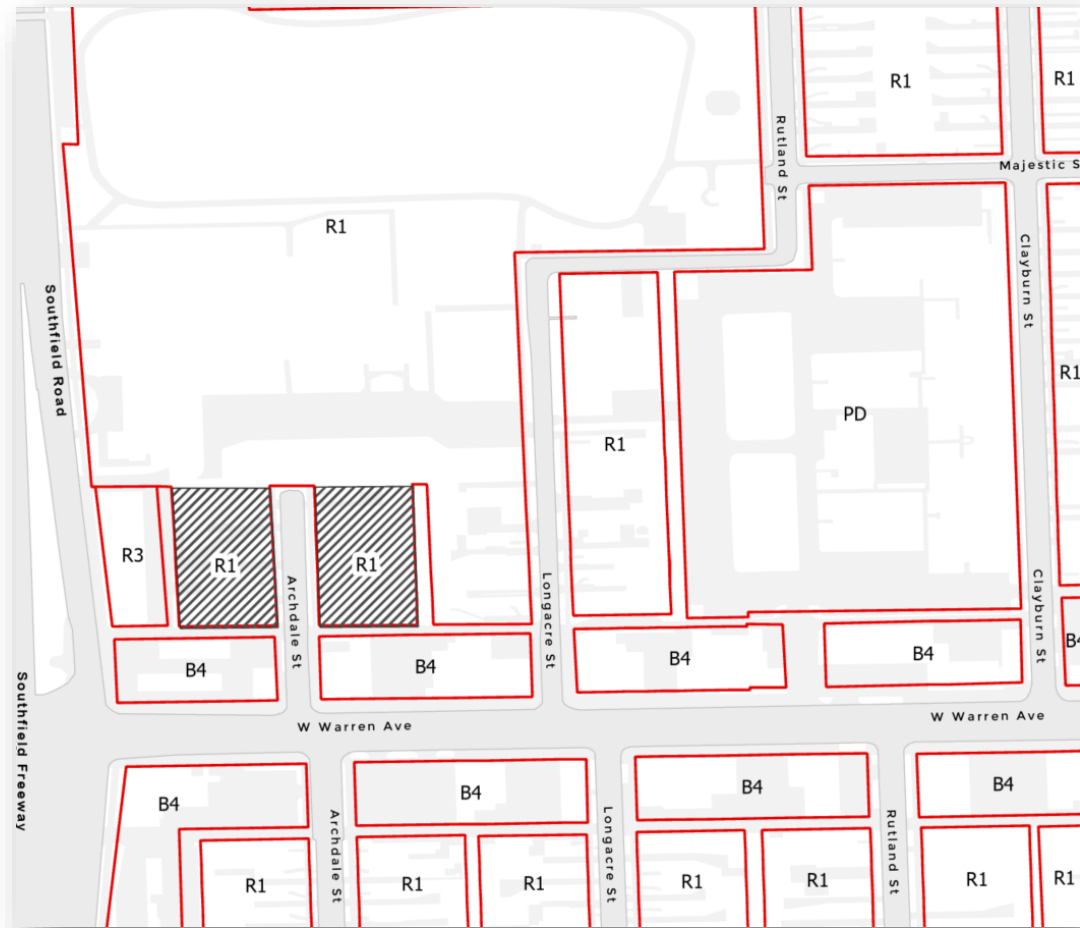 R1
R1
Rutland St
Majestic S
R1
Clayburn St
Southfield Road
R1
PD
R1
R3
R1
R1
Archdale St
Longacre St
Clayburn St
B4
B4
B4
B4
B4
Southfield Freeway
W Warren Ave
W Warren Ave
B4
B4
B4
B4
Archdale St
Longacre St
Rutland St
R1
R1
R1
R1
R1
R1
R1